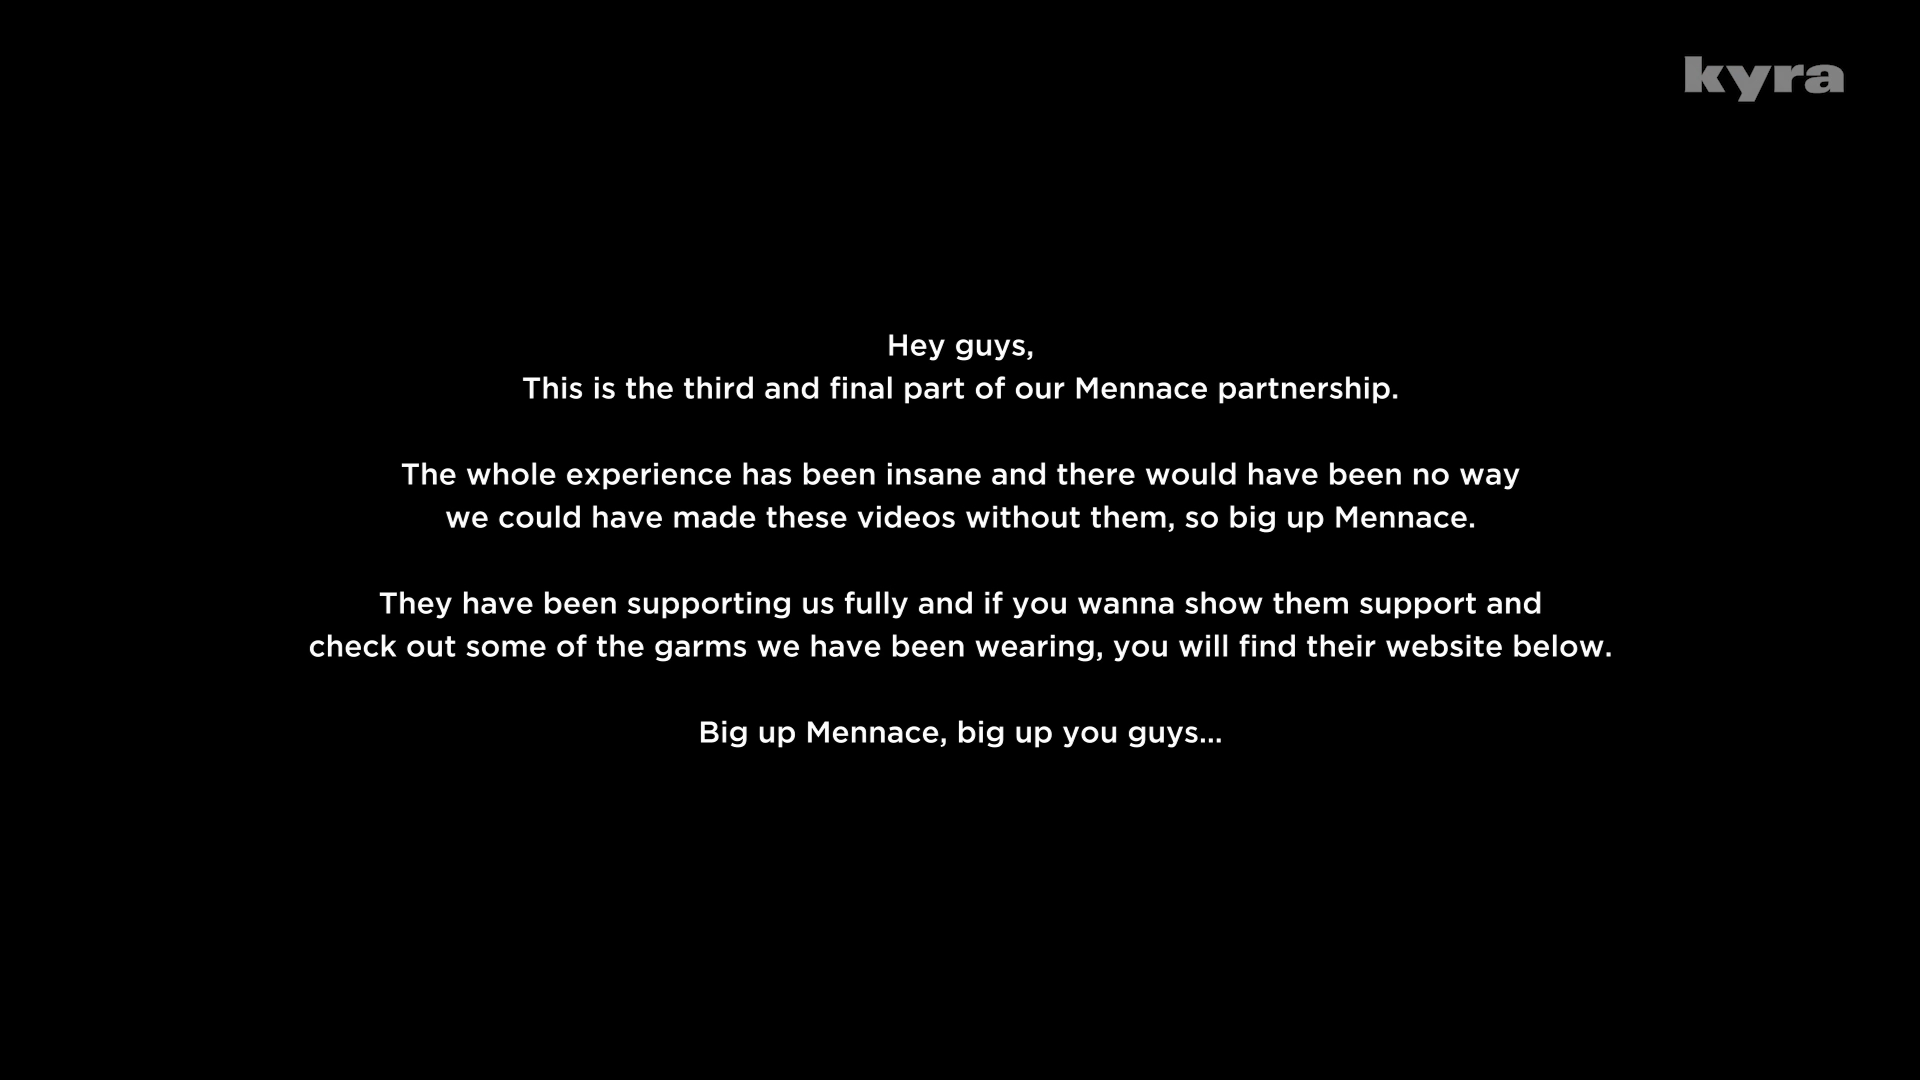 kyra
Hey guys,
This is the third and final part of our Mennace partnership.
The whole experience has been insane and there would have been no way
we could have made these videos without them, so big up Mennace.
They have been supporting us fully and if you wanna show them support and
check out some of the garms we have been wearing, you will find their website below.
Big up Mennace, big up you guys...